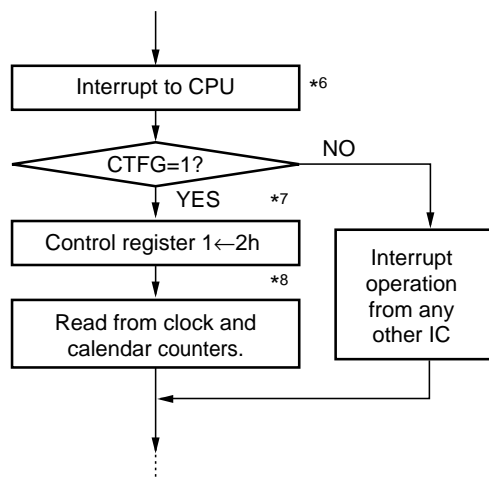 Interrupt to CPU
*6
CTFG=1?
NO
YES
*7
Control register 1←2h
*8
Read from clock and
calendar counters.
Interrupt
operation
from any
other IC